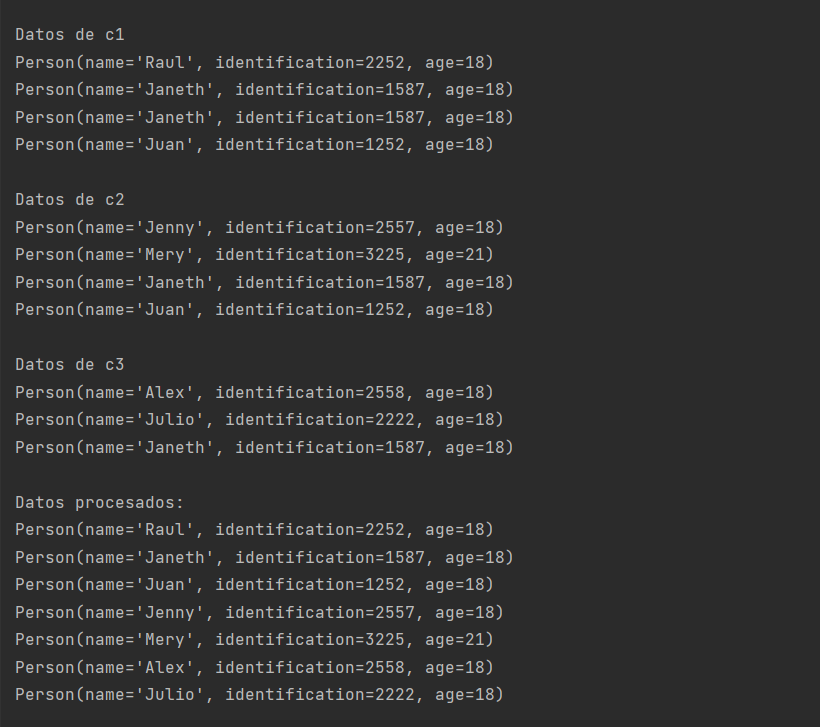 Datos de c1
Person(name='Raul', identification=2252, age=18)
Person(name='Janeth', identification=1587, age=18)
Person(name='Janeth', identification=1587, age=18)
Person(name='Juan', identification=1252, age=18)

Datos de c2
Person(name='Jenny', identification=2557, age=18)
Person(name='Mery', identification=3225, age=21)
Person(name='Janeth', identification=1587, age=18)
Person(name='Juan', identification=1252, age=18)

Datos de c3
Person(name='Alex', identification=2558, age=18)
Person(name='Julio', identification=2222, age=18)
Person(name='Janeth', identification=1587, age=18)

Datos procesados:
Person(name='Raul', identification=2252, age=18)
Person(name='Janeth', identification=1587, age=18)
Person(name='Juan', identification=1252, age=18)
Person(name='Jenny', identification=2557, age=18)
Person(name='Mery', identification=3225, age=21)
Person(name='Alex', identification=2558, age=18)
Person(name='Julio', identification=2222, age=18)